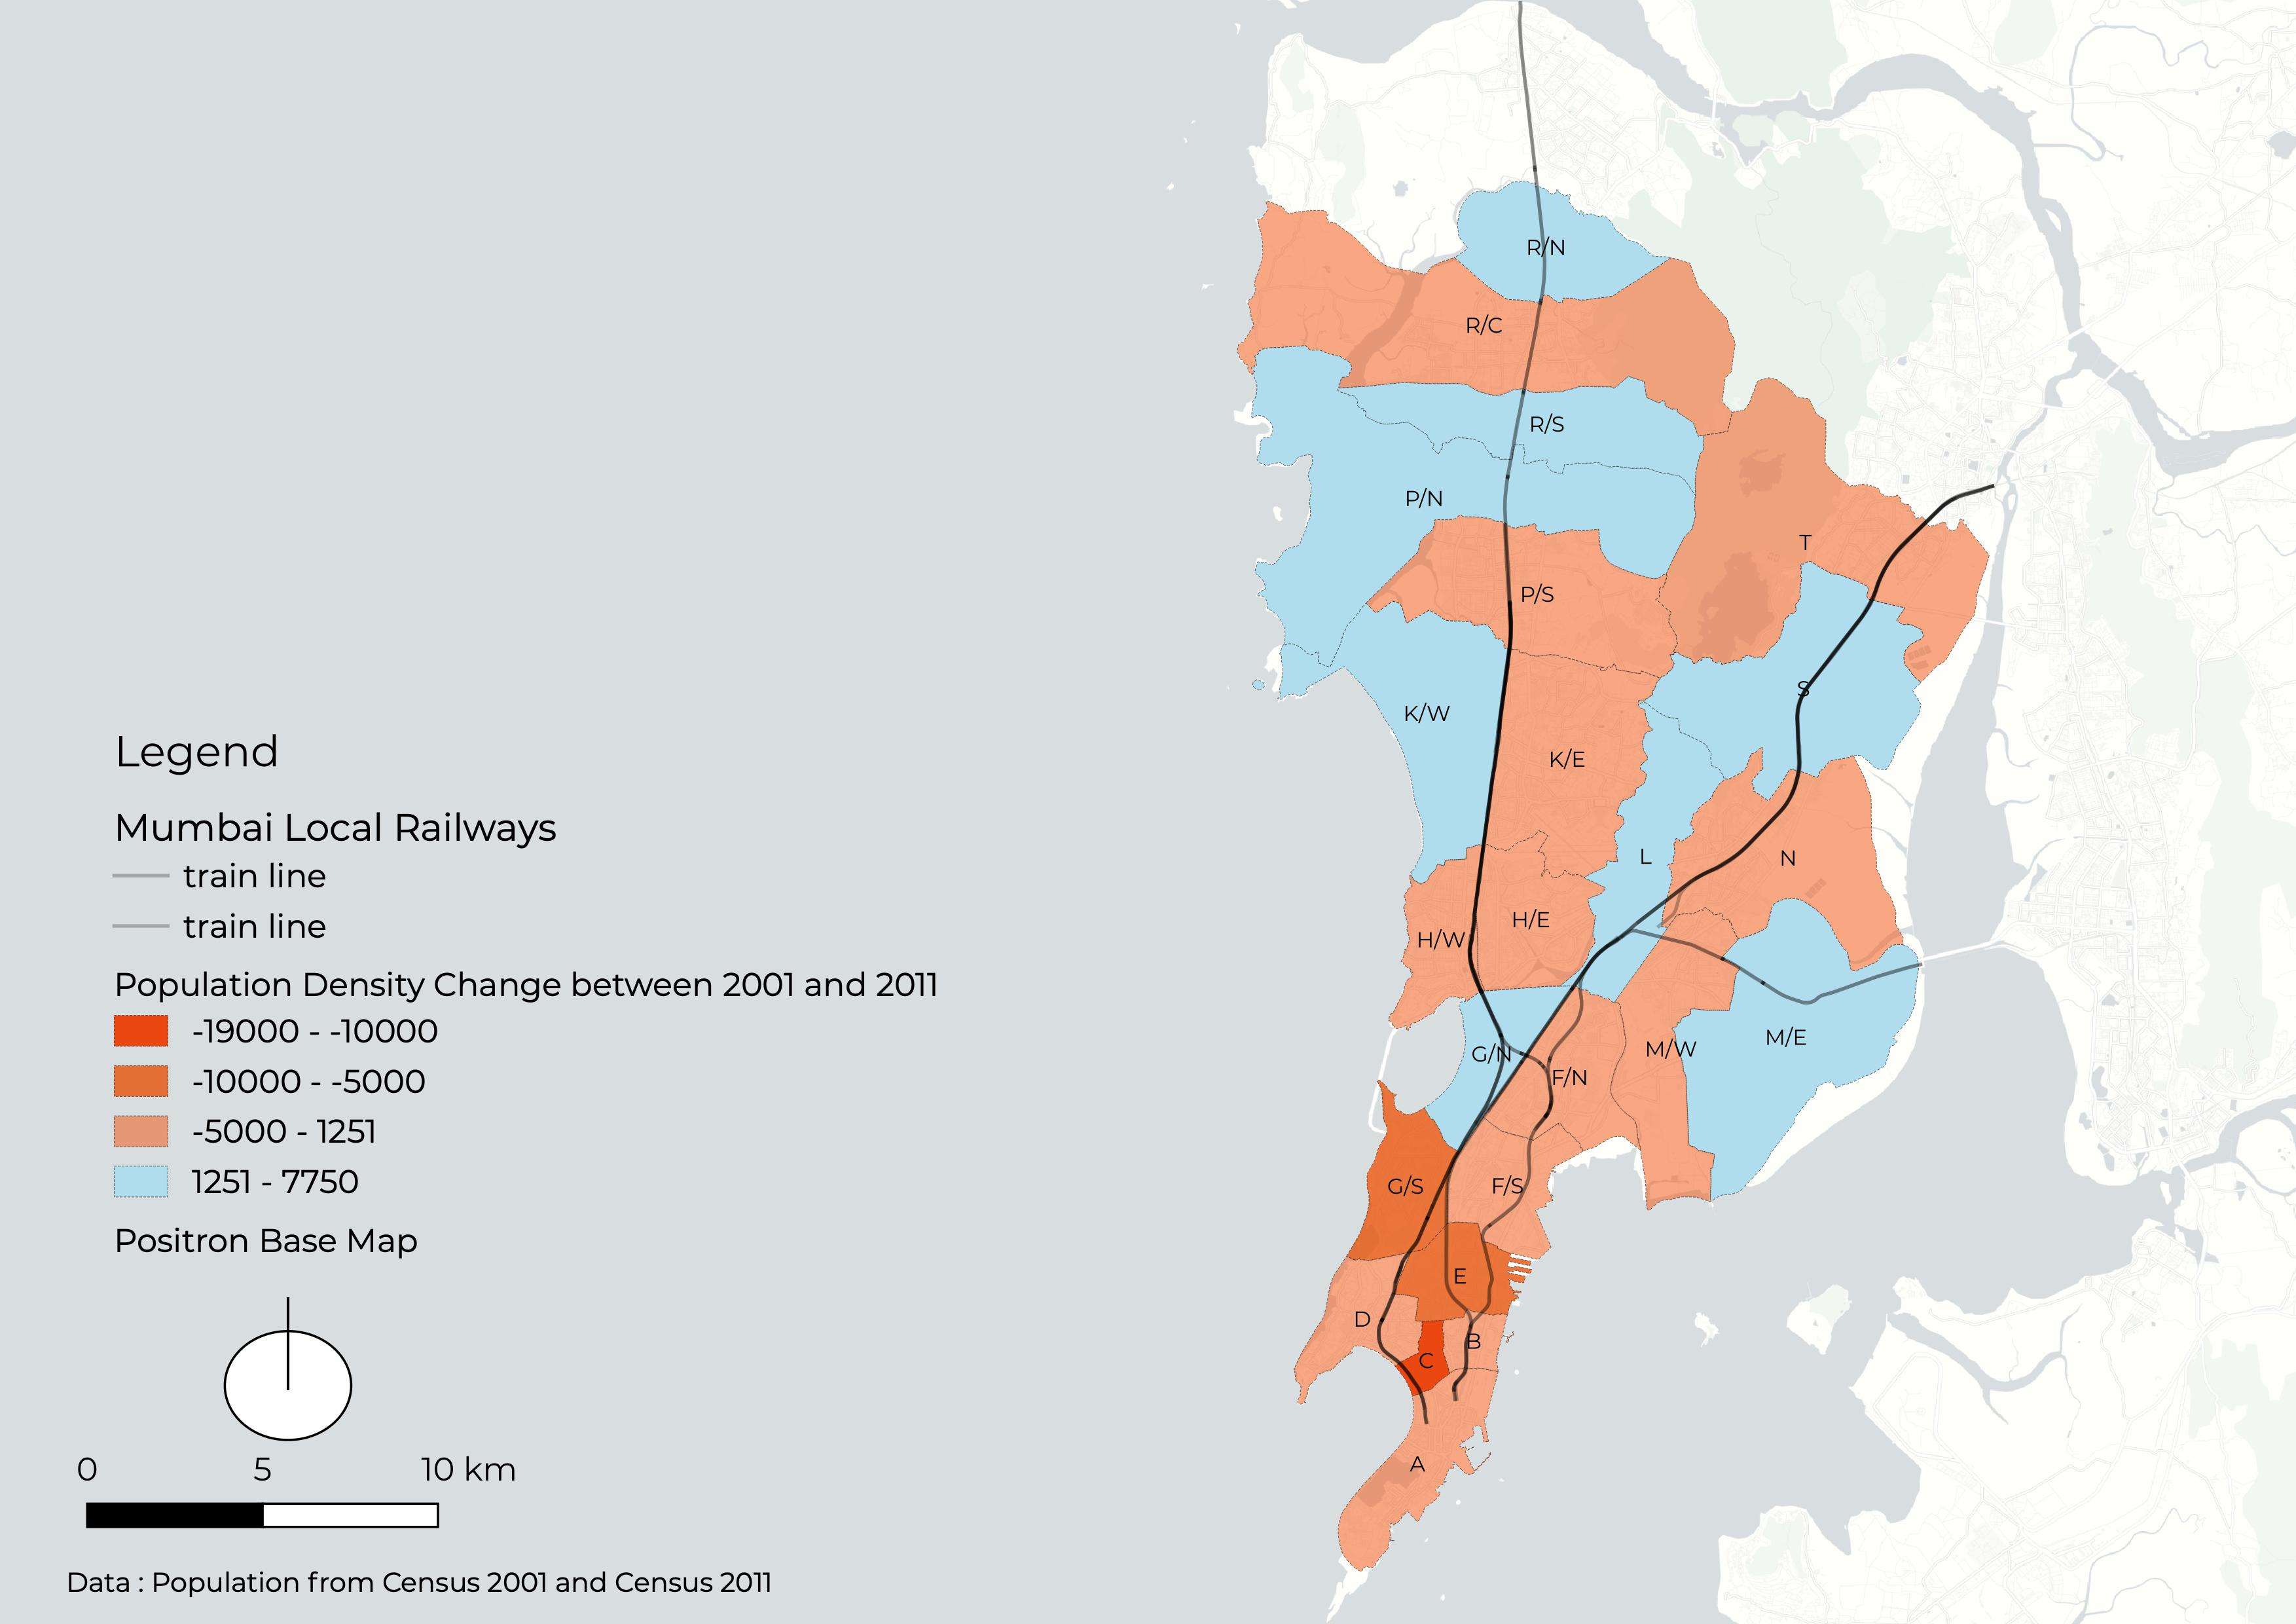 R/N
R/C
R/S
P/N
T
P/S
S
K/W
K/E
L
N
H/E
H/W
M/E
M/W
G/N
F/N
G/S
F/S
E
D
B
C
A
Legend
Mumbai Local Railways
train line
train line
Population Density Change between 2001 and 2011
-19000 - -10000
-10000 - -5000
-5000 - 1251
1251 - 7750
Positron Base Map
0 5 10 km
Data : Population from Census 2001 and Census 2011